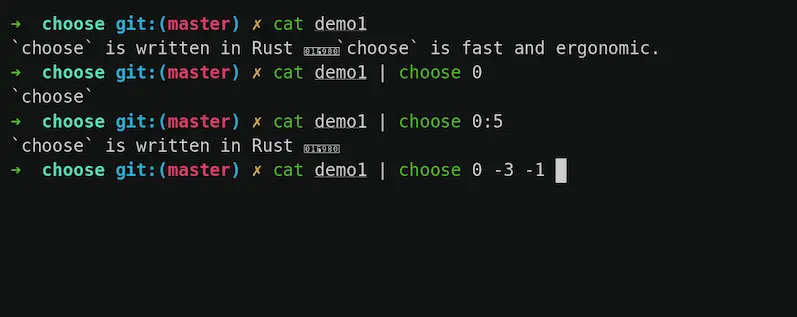 ➜  choose git:(master) ✗ cat demo1
`choose` is written in Rust `choose` is fast and ergonomic.
➜  choose git:(master) ✗ cat demo1 | choose 0
`choose`
➜  choose git:(master) ✗ cat demo1 | choose 0:5
`choose` is written in Rust
➜  choose git:(master) ✗ cat demo1 | choose 0 -3 -1